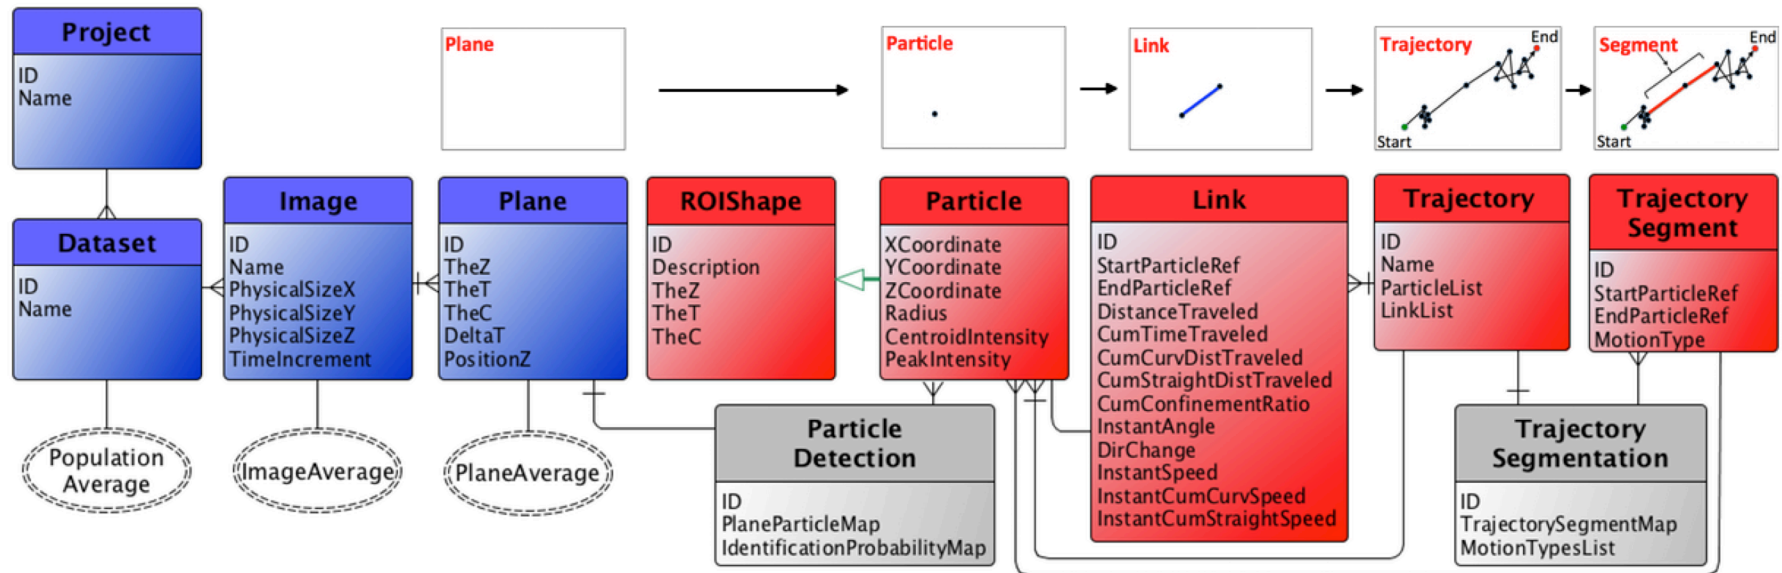 Project
ID
Name
Plane
Particle
Link
Trajectory
End
Start
Segment
End
Start
Dataset
ID
Name
Image
ID
Name
PhysicalSizeX
PhysicalSizeY
PhysicalSizeZ
TimeIncrement
Plane
ID
TheZ
TheT
TheC
DeltaT
PositionZ
ROIShape
ID
Description
TheZ
TheT
TheC
Particle
XCoordinate
YCoordinate
ZCoordinate
Radius
CentroidIntensity
PeakIntensity
Link
ID
StartParticleRef
EndParticleRef
DistanceTraveled
CumTimeTraveled
CumCurvDistTraveled
CumStraightDistTraveled
CumConfinementRatio
InstantAngle
DirChange
InstantSpeed
InstantCumCurvSpeed
InstantCumStraightSpeed
Trajectory
ID
Name
ParticleList
LinkList
Trajectory
Segment
ID
StartParticleRef
EndParticleRef
MotionType
Population
Average
ImageAverage
PlaneAverage
Particle
Detection
ID
PlaneParticleMap
IdentificationProbabilityMap
Trajectory
Segmentation
ID
TrajectorySegmentMap
MotionTypesList